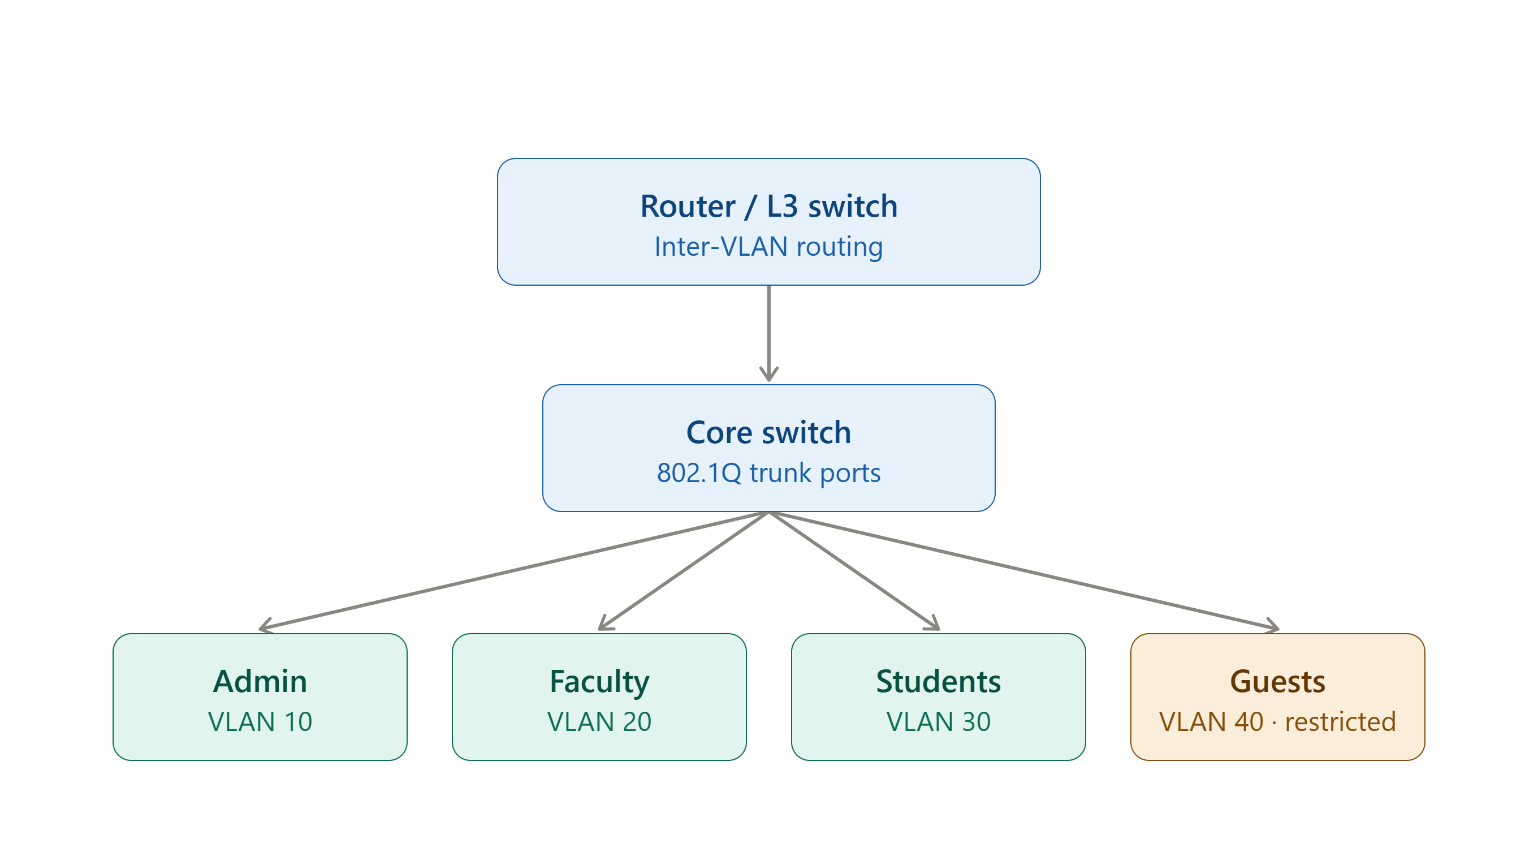 Router / L3 switch
Inter-VLAN routing
Core switch
802.1Q trunk ports
Admin
VLAN 10
Faculty
VLAN 20
Students
VLAN 30
Guests
VLAN 40 · restricted